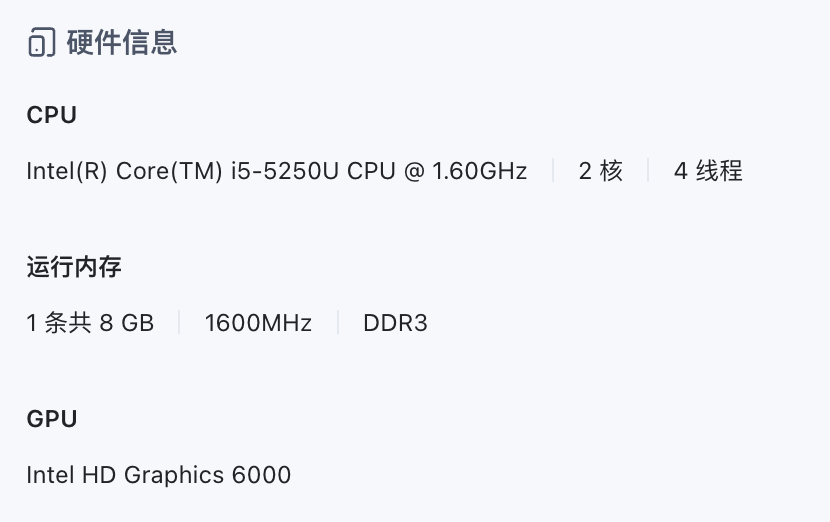 硬件信息
CPU
Intel(R) Core(TM) i5-5250U CPU @ 1.60GHz | 2 核 | 4 线程
运行内存
1 条共 8 GB | 1600MHz | DDR3
GPU
Intel HD Graphics 6000